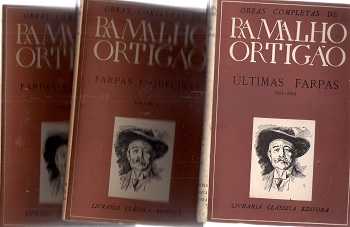 OBRAS COMPLETAS DE
RAMALHO
ORTIGÃO
FARPAS
OBRAS COMPLETAS DE
RAMALHO
ORTIGÃO
FARPAS ESQUECIDAS
LIVRARIA CLÁSSICA EDITORA
OBRAS COMPLETAS DE
RAMALHO
ORTIGÃO
ÚLTIMAS FARPAS
LIVRARIA CLÁSSICA EDITORA